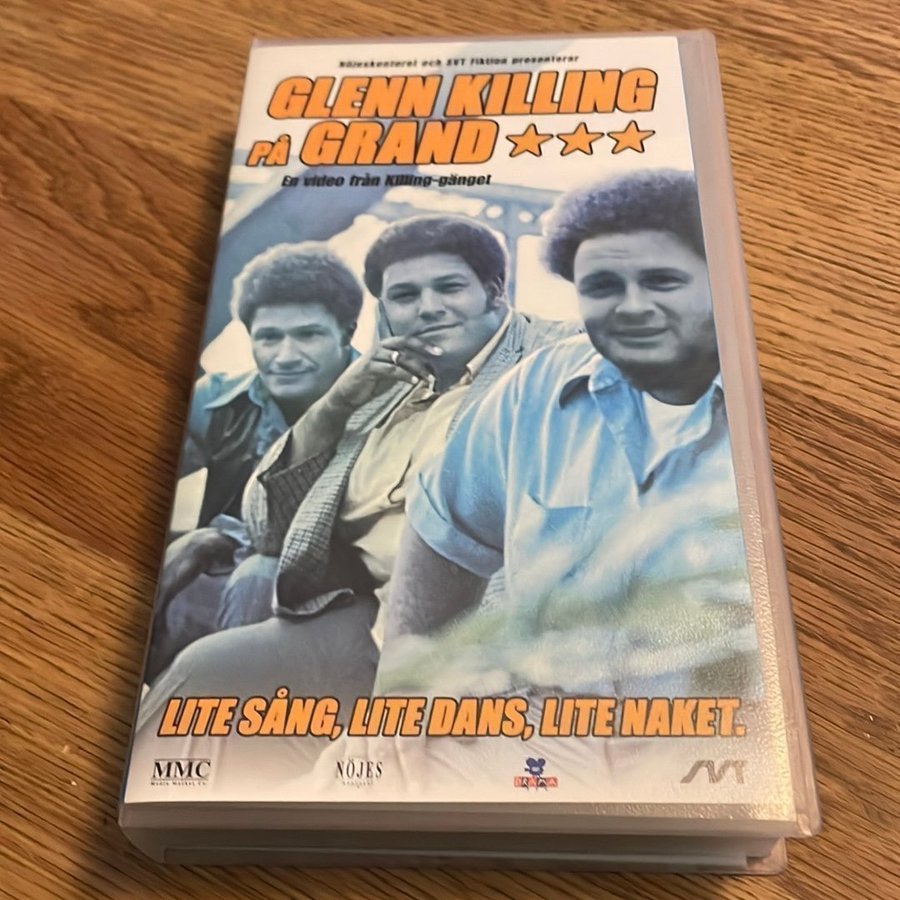 Nöjeskontoret och SVT Fiktion presenterar
GLENN KILLING
PÅ GRAND ★★★
En video från Killing-gänget
LITE SÅNG, LITE DANS, LITE NAKET.
MMC
NÖJES
DRAMA
SVT